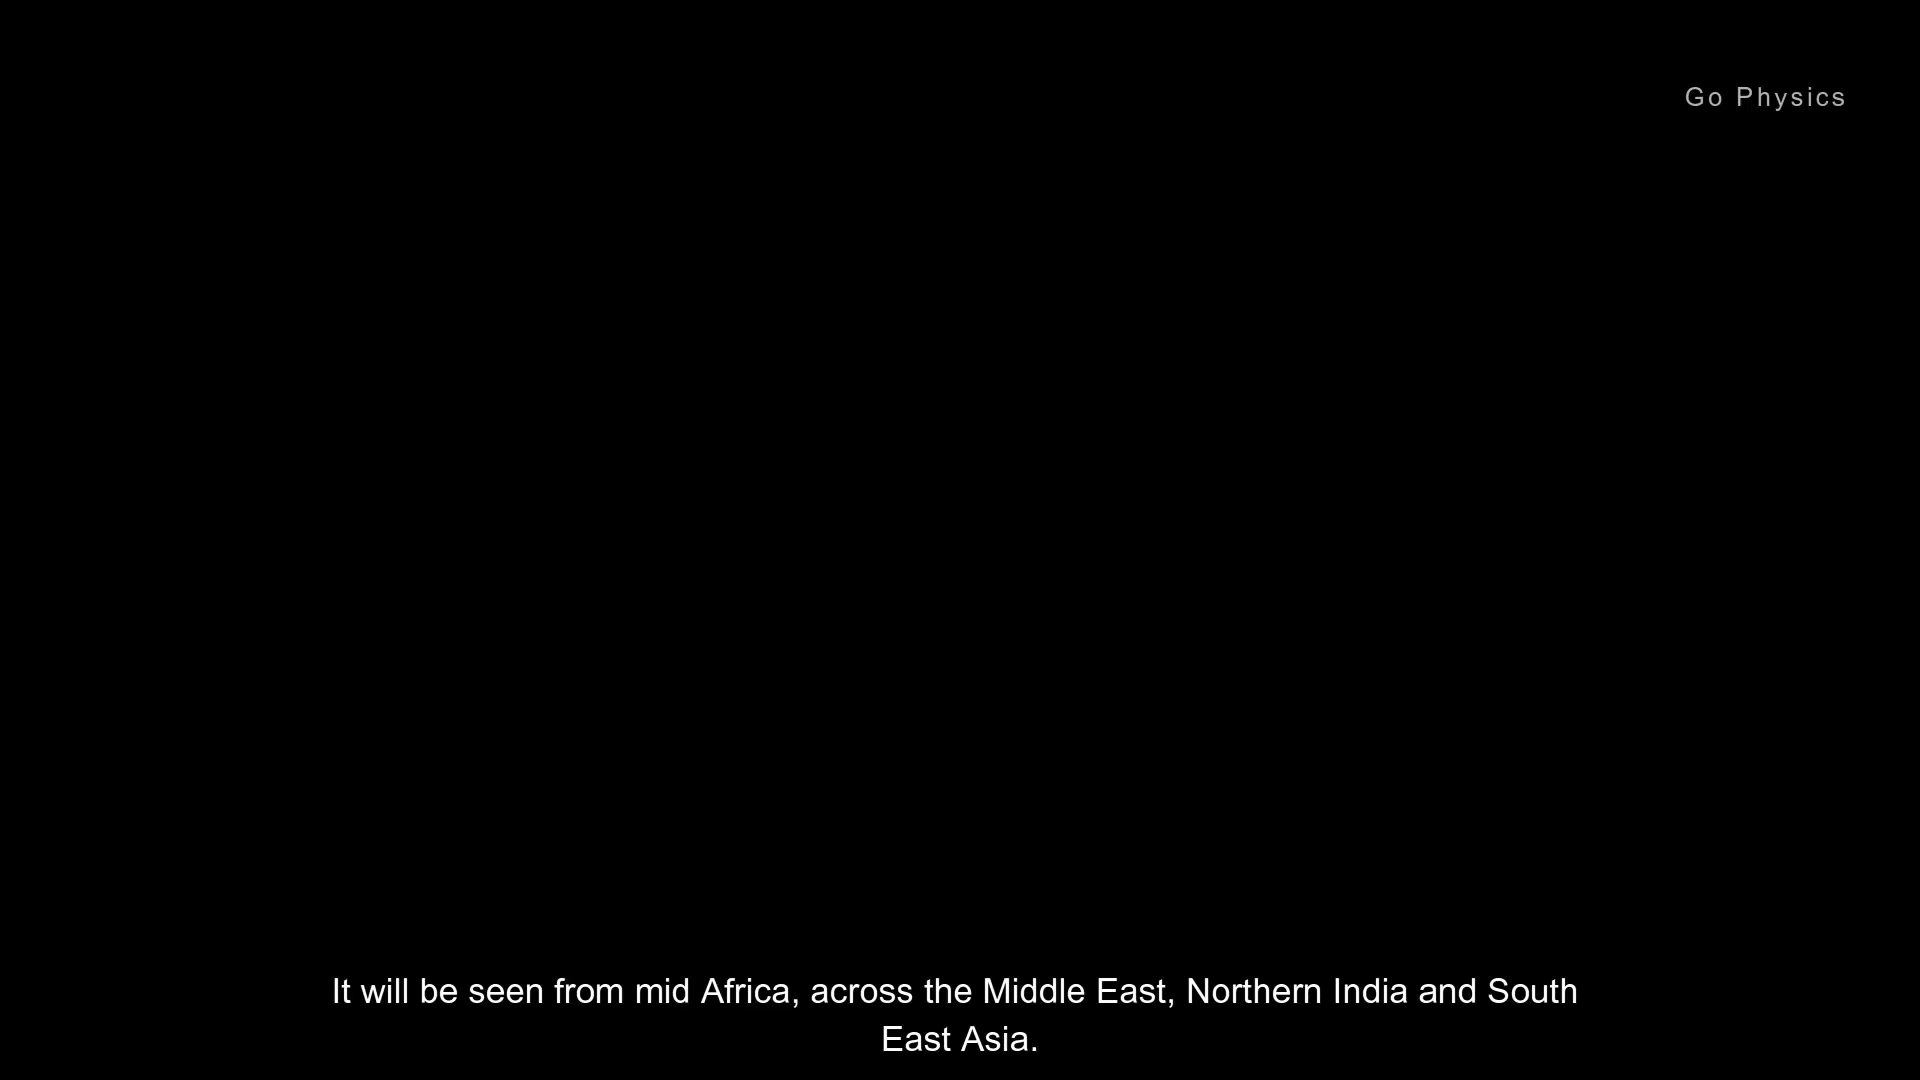 Go Physics
It will be seen from mid Africa, across the Middle East, Northern India and South
East Asia.